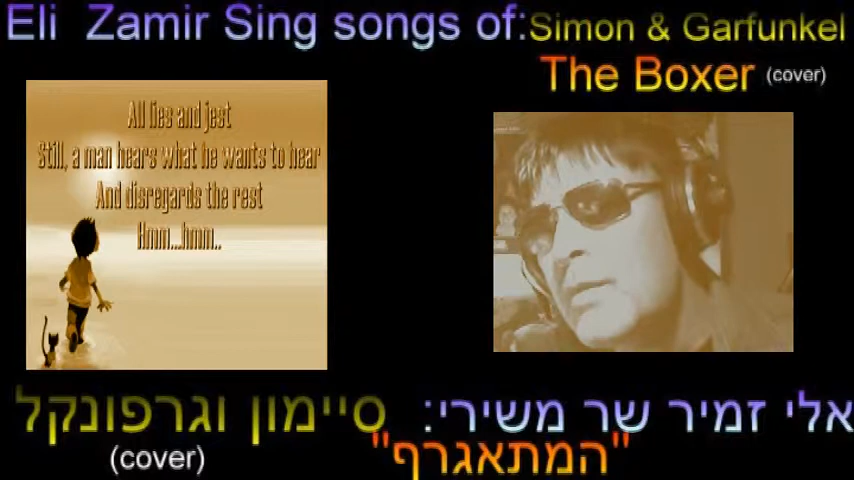 Eli Zamir Sing songs of: Simon & Garfunkel
The Boxer (cover)
All lies and jest
Still, a man hears what he wants to hear
And disregards the rest
Hmm...hmm..
אלי זמיר שר משירי: סיימון וגרפונקל
"המתאגרף"
(cover)